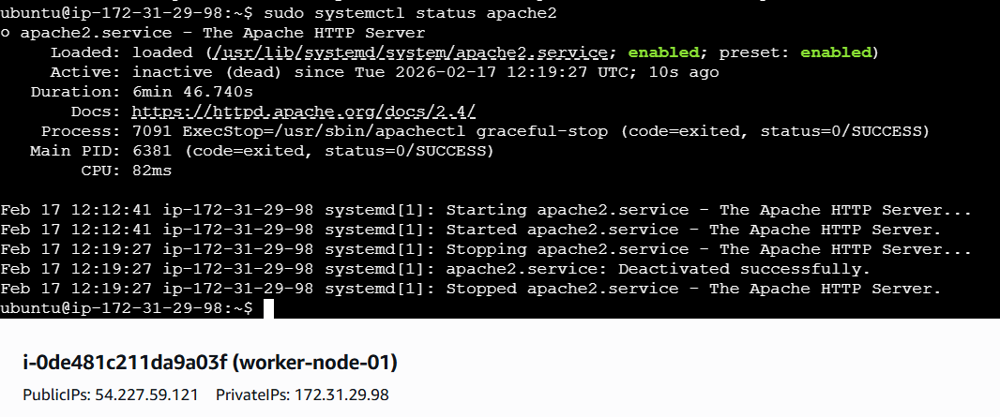 ubuntu@ip-172-31-29-98:~$ sudo systemctl status apache2
○ apache2.service - The Apache HTTP Server
     Loaded: loaded (/usr/lib/systemd/system/apache2.service; enabled; preset: enabled)
     Active: inactive (dead) since Tue 2026-02-17 12:19:27 UTC; 10s ago
   Duration: 6min 46.740s
       Docs: https://httpd.apache.org/docs/2.4/
    Process: 7091 ExecStop=/usr/sbin/apachectl graceful-stop (code=exited, status=0/SUCCESS)
   Main PID: 6381 (code=exited, status=0/SUCCESS)
        CPU: 82ms

Feb 17 12:12:41 ip-172-31-29-98 systemd[1]: Starting apache2.service - The Apache HTTP Server...
Feb 17 12:12:41 ip-172-31-29-98 systemd[1]: Started apache2.service - The Apache HTTP Server.
Feb 17 12:19:27 ip-172-31-29-98 systemd[1]: Stopping apache2.service - The Apache HTTP Server...
Feb 17 12:19:27 ip-172-31-29-98 systemd[1]: apache2.service: Deactivated successfully.
Feb 17 12:19:27 ip-172-31-29-98 systemd[1]: Stopped apache2.service - The Apache HTTP Server.
ubuntu@ip-172-31-29-98:~$
i-0de481c211da9a03f (worker-node-01)
PublicIPs: 54.227.59.121 PrivateIPs: 172.31.29.98